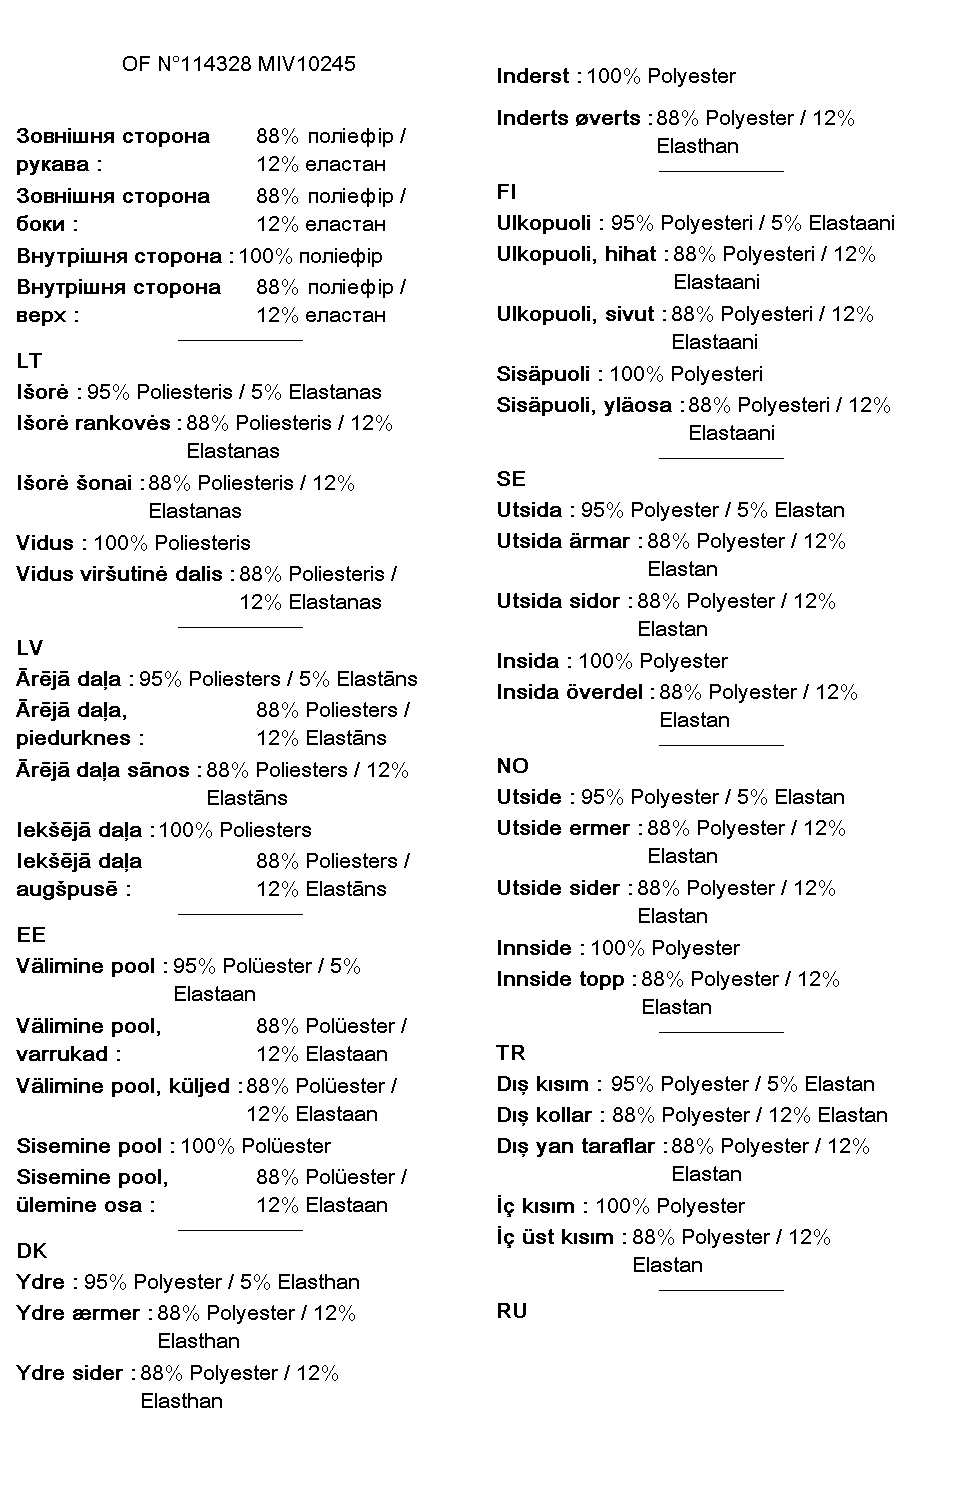 OF N°114328 MIV10245
Зовнішня сторона 88% поліефір /
рукава : 12% еластан
Зовнішня сторона 88% поліефір /
боки : 12% еластан
Внутрішня сторона : 100% поліефір
Внутрішня сторона 88% поліефір /
верх : 12% еластан
LT
Išorė : 95% Poliesteris / 5% Elastanas
Išorė rankovės : 88% Poliesteris / 12%
Elastanas
Išorė šonai : 88% Poliesteris / 12%
Elastanas
Vidus : 100% Poliesteris
Vidus viršutinė dalis : 88% Poliesteris /
12% Elastanas
LV
Ārējā daļa : 95% Poliesters / 5% Elastāns
Ārējā daļa, 88% Poliesters /
piedurknes : 12% Elastāns
Ārējā daļa sānos : 88% Poliesters / 12%
Elastāns
Iekšējā daļa : 100% Poliesters
Iekšējā daļa 88% Poliesters /
augšpusē : 12% Elastāns
EE
Välimine pool : 95% Polüester / 5%
Elastaan
Välimine pool, 88% Polüester /
varrukad : 12% Elastaan
Välimine pool, küljed : 88% Polüester /
12% Elastaan
Sisemine pool : 100% Polüester
Sisemine pool, 88% Polüester /
ülemine osa : 12% Elastaan
DK
Ydre : 95% Polyester / 5% Elasthan
Ydre ærmer : 88% Polyester / 12%
Elasthan
Ydre sider : 88% Polyester / 12%
Elasthan
Inderst : 100% Polyester
Inderts øverts : 88% Polyester / 12%
Elasthan
FI
Ulkopuoli : 95% Polyesteri / 5% Elastaani
Ulkopuoli, hihat : 88% Polyesteri / 12%
Elastaani
Ulkopuoli, sivut : 88% Polyesteri / 12%
Elastaani
Sisäpuoli : 100% Polyesteri
Sisäpuoli, yläosa : 88% Polyesteri / 12%
Elastaani
SE
Utsida : 95% Polyester / 5% Elastan
Utsida ärmar : 88% Polyester / 12%
Elastan
Utsida sidor : 88% Polyester / 12%
Elastan
Insida : 100% Polyester
Insida överdel : 88% Polyester / 12%
Elastan
NO
Utside : 95% Polyester / 5% Elastan
Utside ermer : 88% Polyester / 12%
Elastan
Utside sider : 88% Polyester / 12%
Elastan
Innside : 100% Polyester
Innside topp : 88% Polyester / 12%
Elastan
TR
Dış kısım : 95% Polyester / 5% Elastan
Dış kollar : 88% Polyester / 12% Elastan
Dış yan taraflar : 88% Polyester / 12%
Elastan
İç kısım : 100% Polyester
İç üst kısım : 88% Polyester / 12%
Elastan
RU